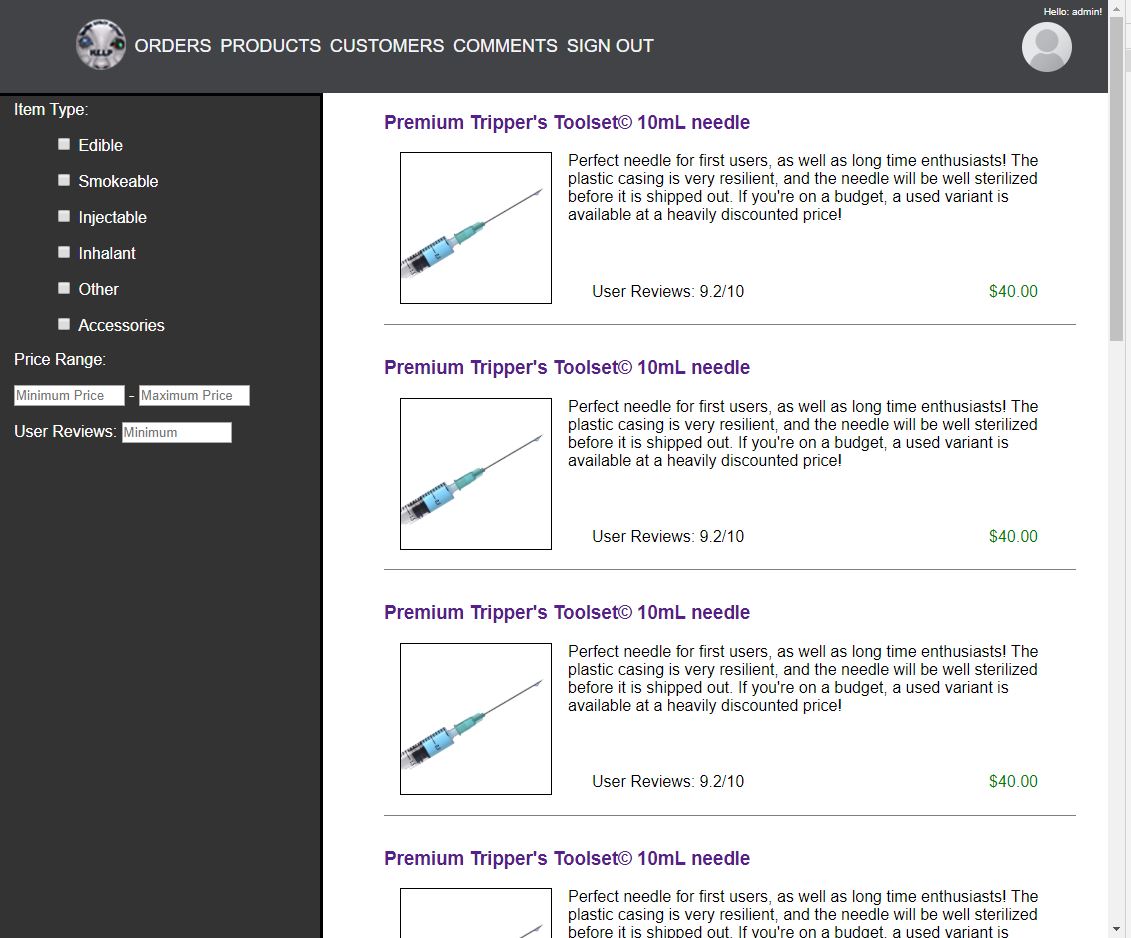 Hello: admin!
KELP
ORDERS PRODUCTS CUSTOMERS COMMENTS SIGN OUT
Item Type:
Edible
Smokeable
Injectable
Inhalant
Other
Accessories
Price Range:
Minimum Price - Maximum Price
User Reviews: Minimum
Premium Tripper's Toolset© 10mL needle
Perfect needle for first users, as well as long time enthusiasts! The
plastic casing is very resilient, and the needle will be well sterilized
before it is shipped out. If you're on a budget, a used variant is
available at a heavily discounted price!
User Reviews: 9.2/10 $40.00
Premium Tripper's Toolset© 10mL needle
Perfect needle for first users, as well as long time enthusiasts! The
plastic casing is very resilient, and the needle will be well sterilized
before it is shipped out. If you're on a budget, a used variant is
available at a heavily discounted price!
User Reviews: 9.2/10 $40.00
Premium Tripper's Toolset© 10mL needle
Perfect needle for first users, as well as long time enthusiasts! The
plastic casing is very resilient, and the needle will be well sterilized
before it is shipped out. If you're on a budget, a used variant is
available at a heavily discounted price!
User Reviews: 9.2/10 $40.00
Premium Tripper's Toolset© 10mL needle
Perfect needle for first users, as well as long time enthusiasts! The
plastic casing is very resilient, and the needle will be well sterilized
before it is shipped out. If you're on a budget, a used variant is